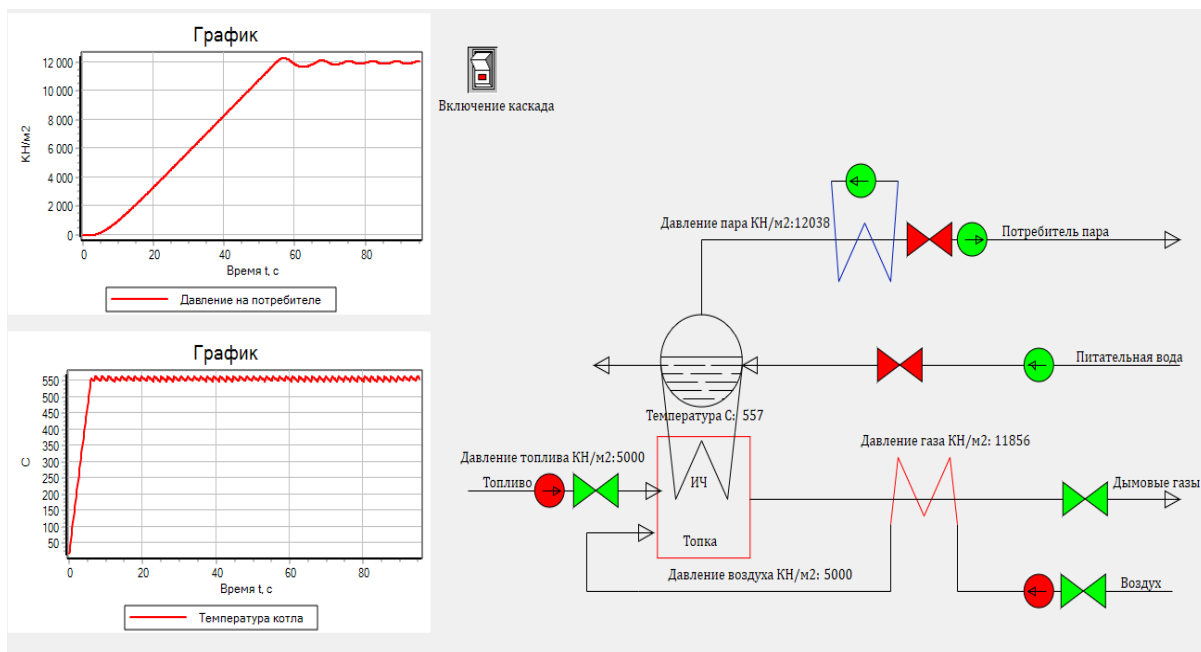 График
12 000
10 000
8 000
6 000
4 000
2 000
0
КН/м2
0 20 40 60 80
Время t, с
Давление на потребителе
График
550
500
450
400
350
300
250
200
150
100
50
С
0 20 40 60 80
Время t, с
Температура котла
Включение каскада
Давление пара КН/м2:12038
Потребитель пара
Питательная вода
Температура С: 557
Давление топлива КН/м2:5000
Топливо
ИЧ
Топка
Давление газа КН/м2: 11856
Дымовые газы
Давление воздуха КН/м2: 5000
Воздух